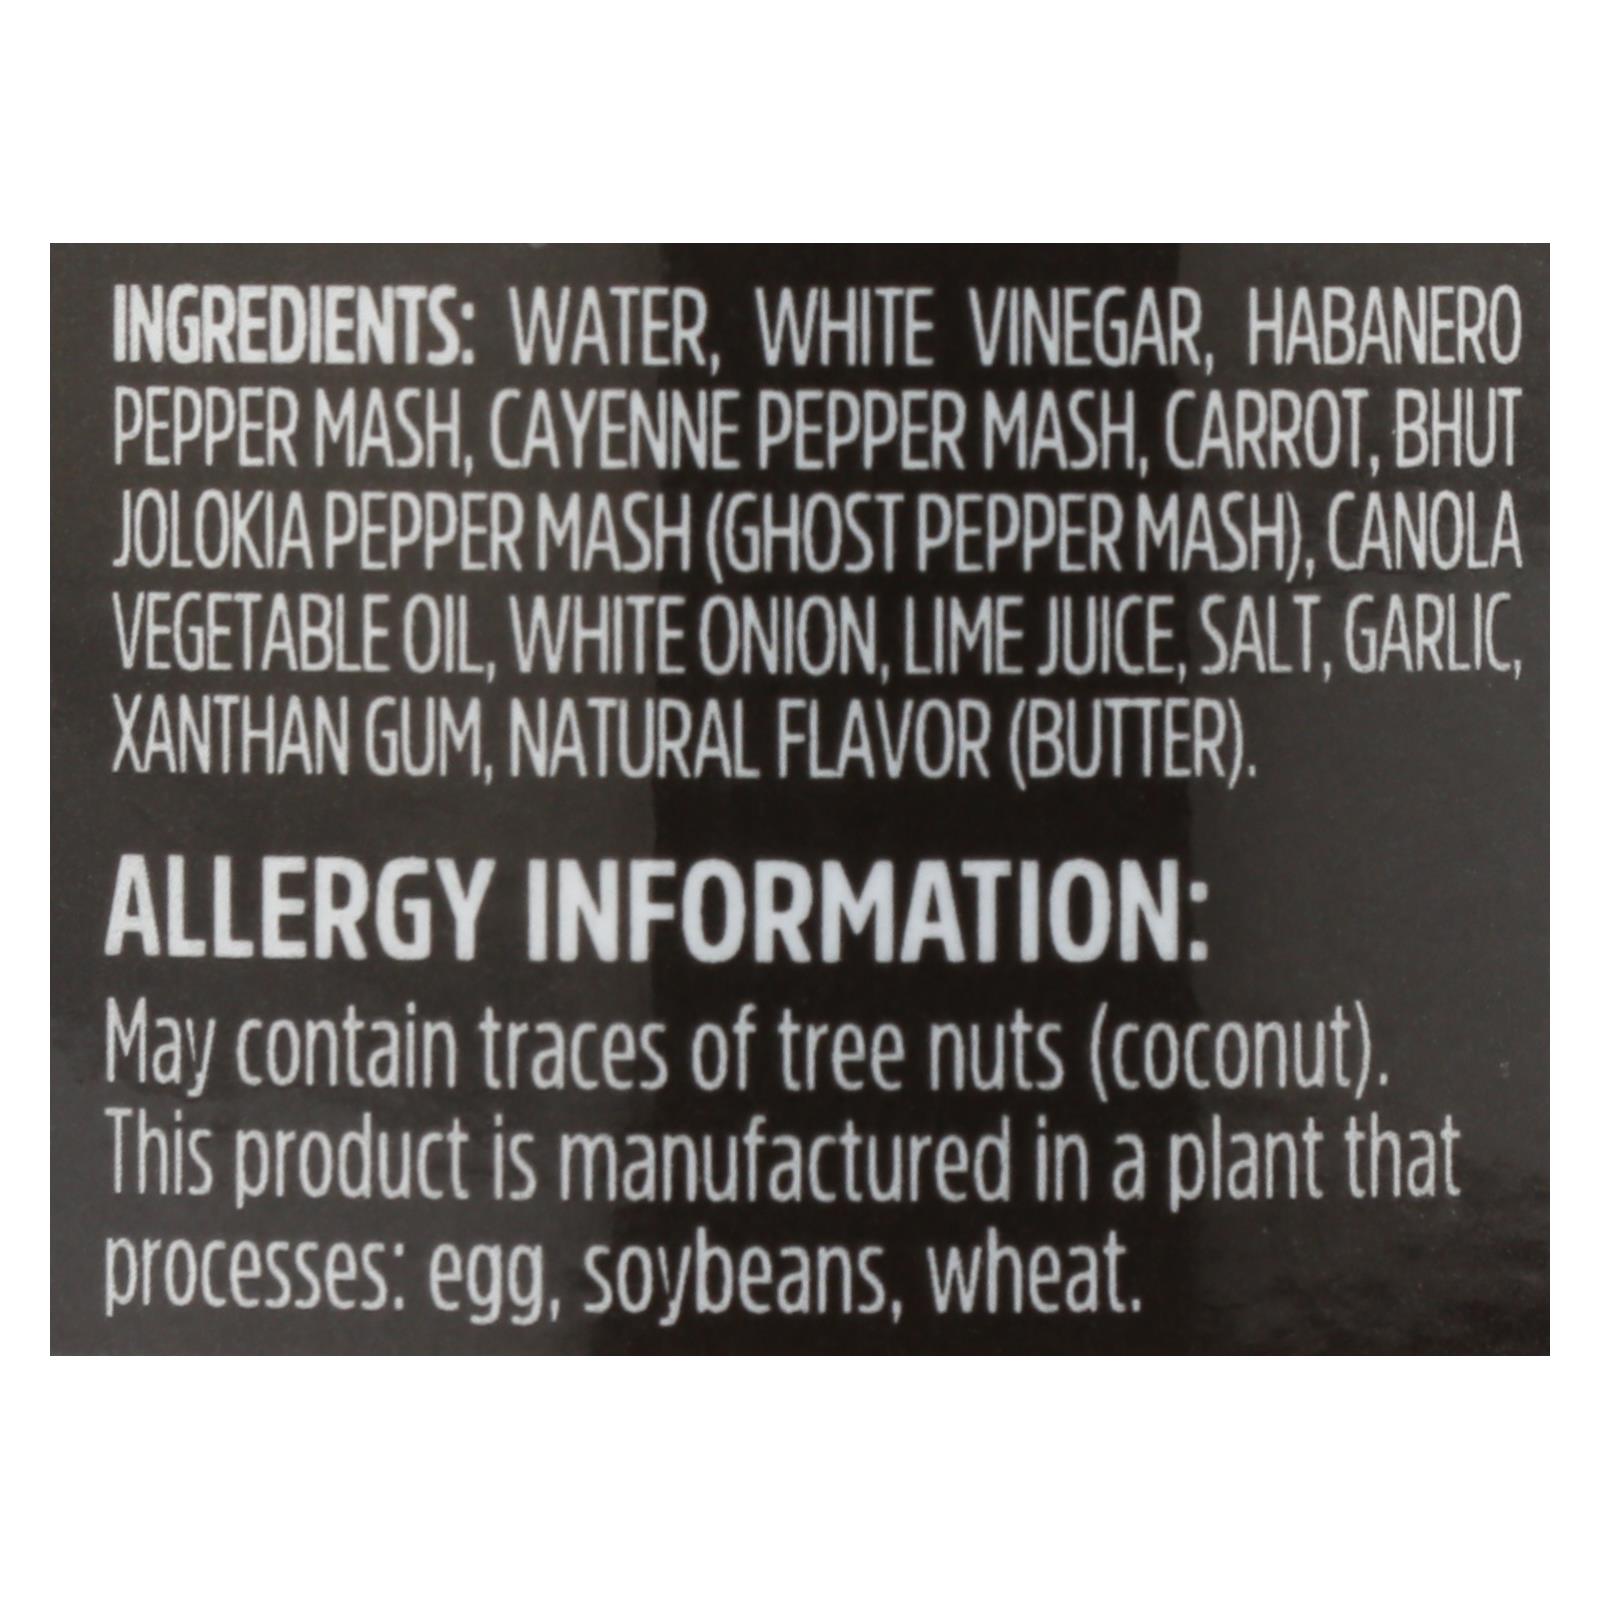 INGREDIENTS: WATER, WHITE VINEGAR, HABANERO
PEPPER MASH, CAYENNE PEPPER MASH, CARROT, BHUT
JOLOKIA PEPPER MASH (GHOST PEPPER MASH), CANOLA
VEGETABLE OIL, WHITE ONION, LIME JUICE, SALT, GARLIC,
XANTHAN GUM, NATURAL FLAVOR (BUTTER).
ALLERGY INFORMATION:
May contain traces of tree nuts (coconut).
This product is manufactured in a plant that
processes: egg, soybeans, wheat.